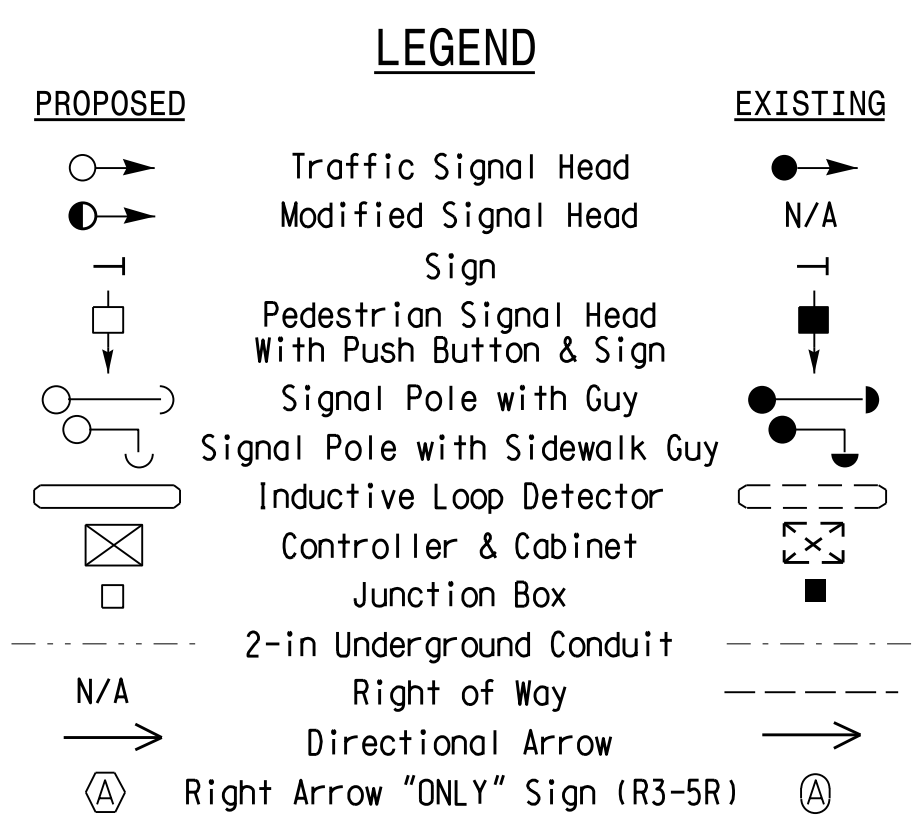 LEGEND
PROPOSED EXISTING
Traffic Signal Head
Modified Signal Head N/A
Sign
Pedestrian Signal Head
With Push Button & Sign
Signal Pole with Guy
Signal Pole with Sidewalk Guy
Inductive Loop Detector
Controller & Cabinet
Junction Box
2-in Underground Conduit
N/A Right of Way
Directional Arrow
A Right Arrow "ONLY" Sign (R3-5R) A